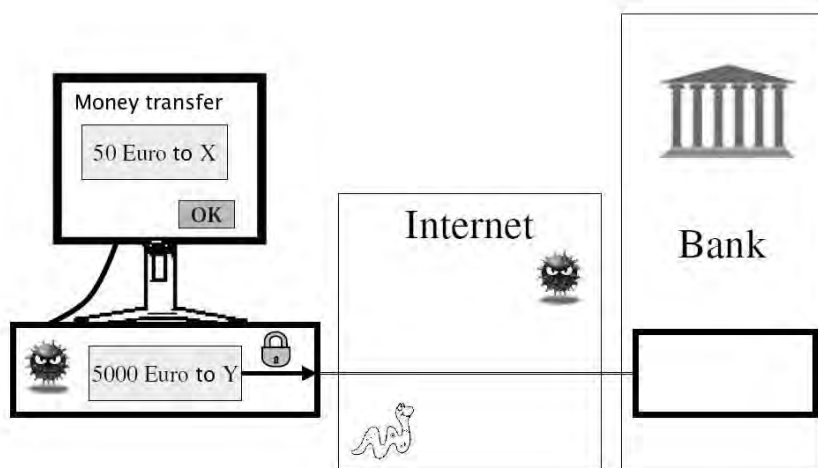 Money transfer
50 Euro to X
OK
5000 Euro to Y
Internet
Bank